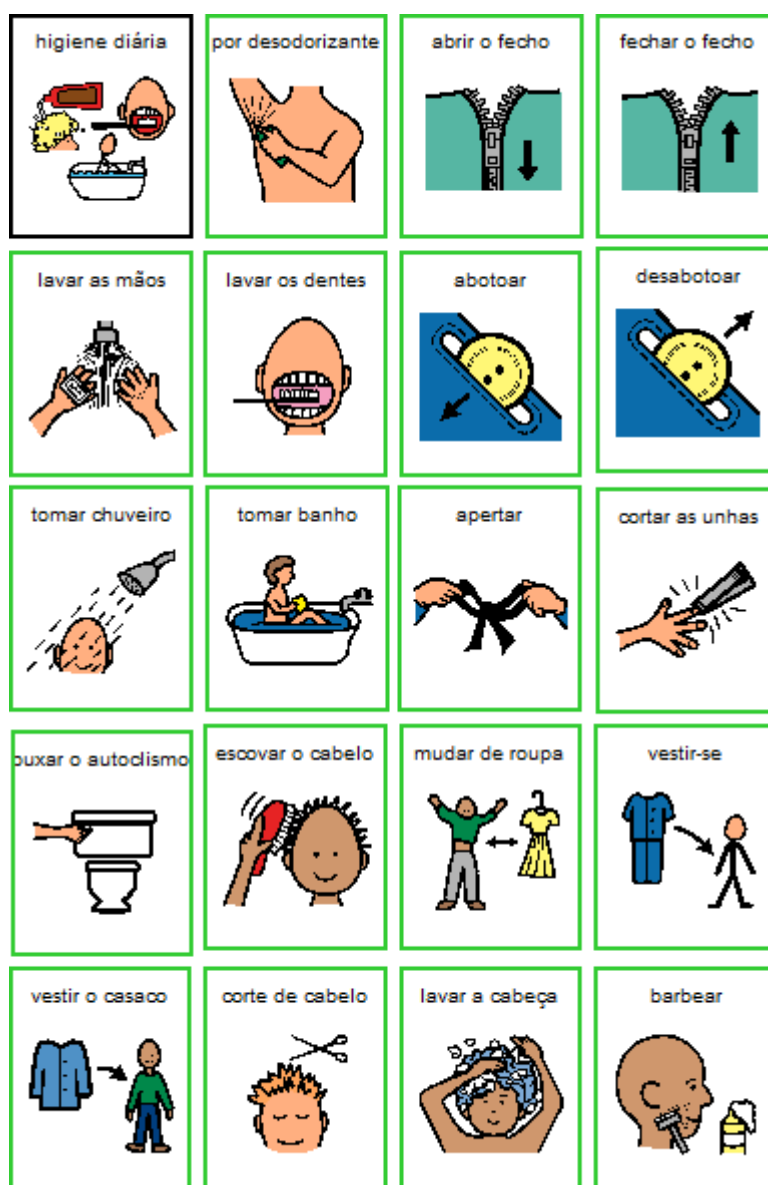 higiene diária
por desodorizante
abrir o fecho
fechar o fecho
lavar as mãos
lavar os dentes
abotoar
desabotoar
tomar chuveiro
tomar banho
apertar
cortar as unhas
puxar o autoclismo
escovar o cabelo
mudar de roupa
vestir-se
vestir o casaco
corte de cabelo
lavar a cabeça
barbear